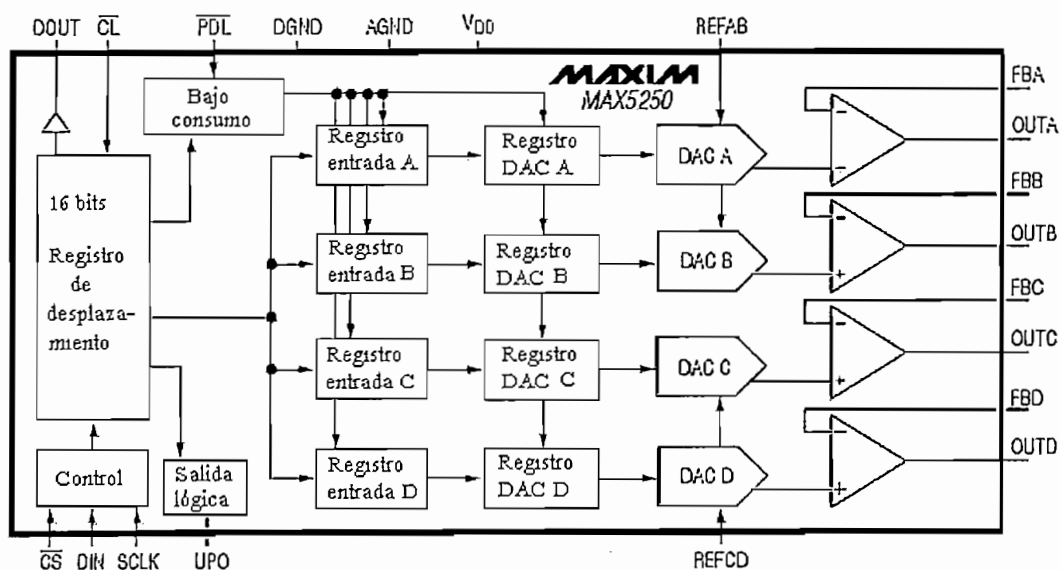 DOUT CL PDL DGND AGND VDD REFAB
MAXIM
MAX5250
Bajo
consumo
16 bits
Registro
de
desplaza-
miento
Control
Salida
lógica
Registro
entrada A
Registro
DAC A
DAC A
Registro
entrada B
Registro
DAC B
DAC B
Registro
entrada C
Registro
DAC C
DAC C
Registro
entrada D
Registro
DAC D
DAC D
-
-
-
+
-
+
-
+
FBA
OUTA
FBB
OUTB
FBC
OUTC
FBD
OUTD
CS DIN SCLK UPO REFCD